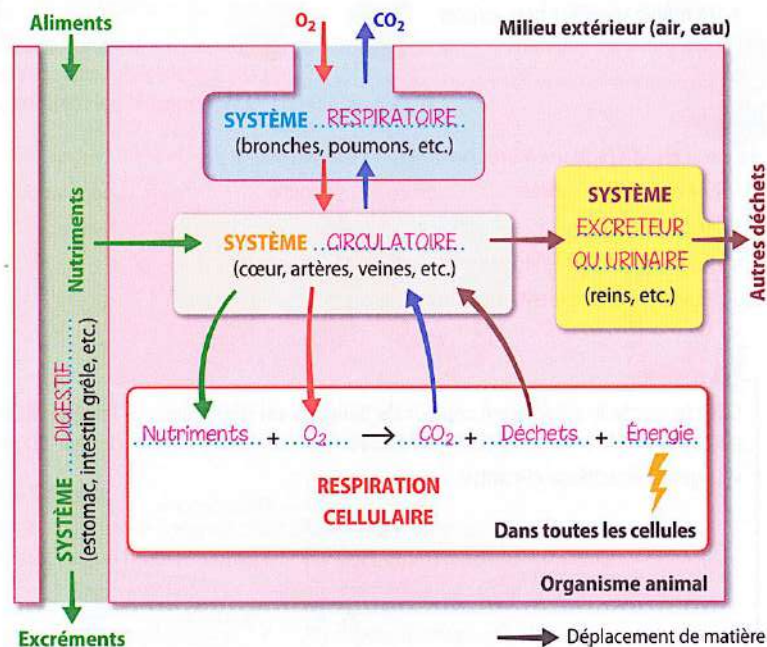 Aliments
O₂
CO₂
Milieu extérieur (air, eau)
SYSTÈME RESPIRATOIRE
(bronches, poumons, etc.)
Nutriments
SYSTÈME CIRCULATOIRE
(cœur, artères, veines, etc.)
SYSTÈME
EXCRETEUR
OU URINAIRE
(reins, etc.)
Autres déchets
SYSTÈME DIGESTIF
(estomac, intestin grêle, etc.)
Nutriments + O₂ → CO₂ + Déchets + Énergie
RESPIRATION
CELLULAIRE
Dans toutes les cellules
Organisme animal
Excréments
Déplacement de matière